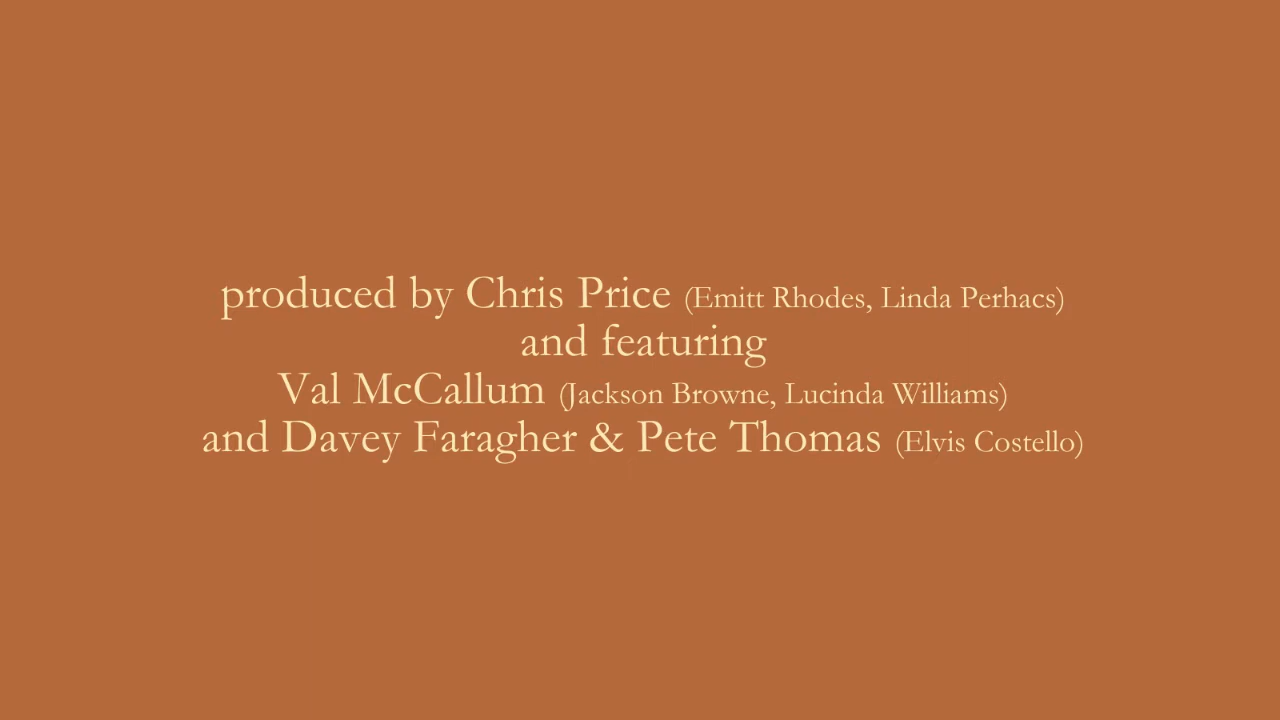 produced by Chris Price (Emitt Rhodes, Linda Perhacs)
and featuring
Val McCallum (Jackson Browne, Lucinda Williams)
and Davey Faragher & Pete Thomas (Elvis Costello)